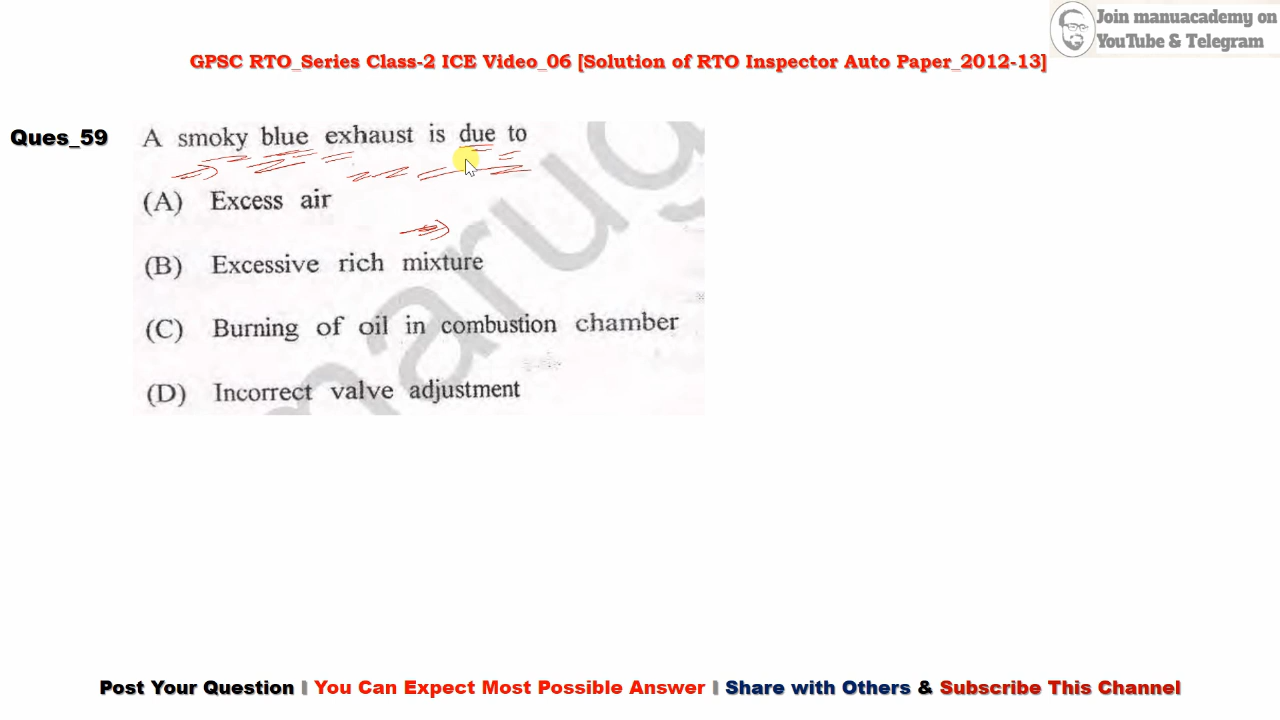 Join manuacademy on
YouTube & Telegram
GPSC RTO_Series Class-2 ICE Video_06 [Solution of RTO Inspector Auto Paper_2012-13]
Ques_59 A smoky blue exhaust is due to
(A) Excess air
(B) Excessive rich mixture
(C) Burning of oil in combustion chamber
(D) Incorrect valve adjustment
Post Your Question | You Can Expect Most Possible Answer | Share with Others & Subscribe This Channel